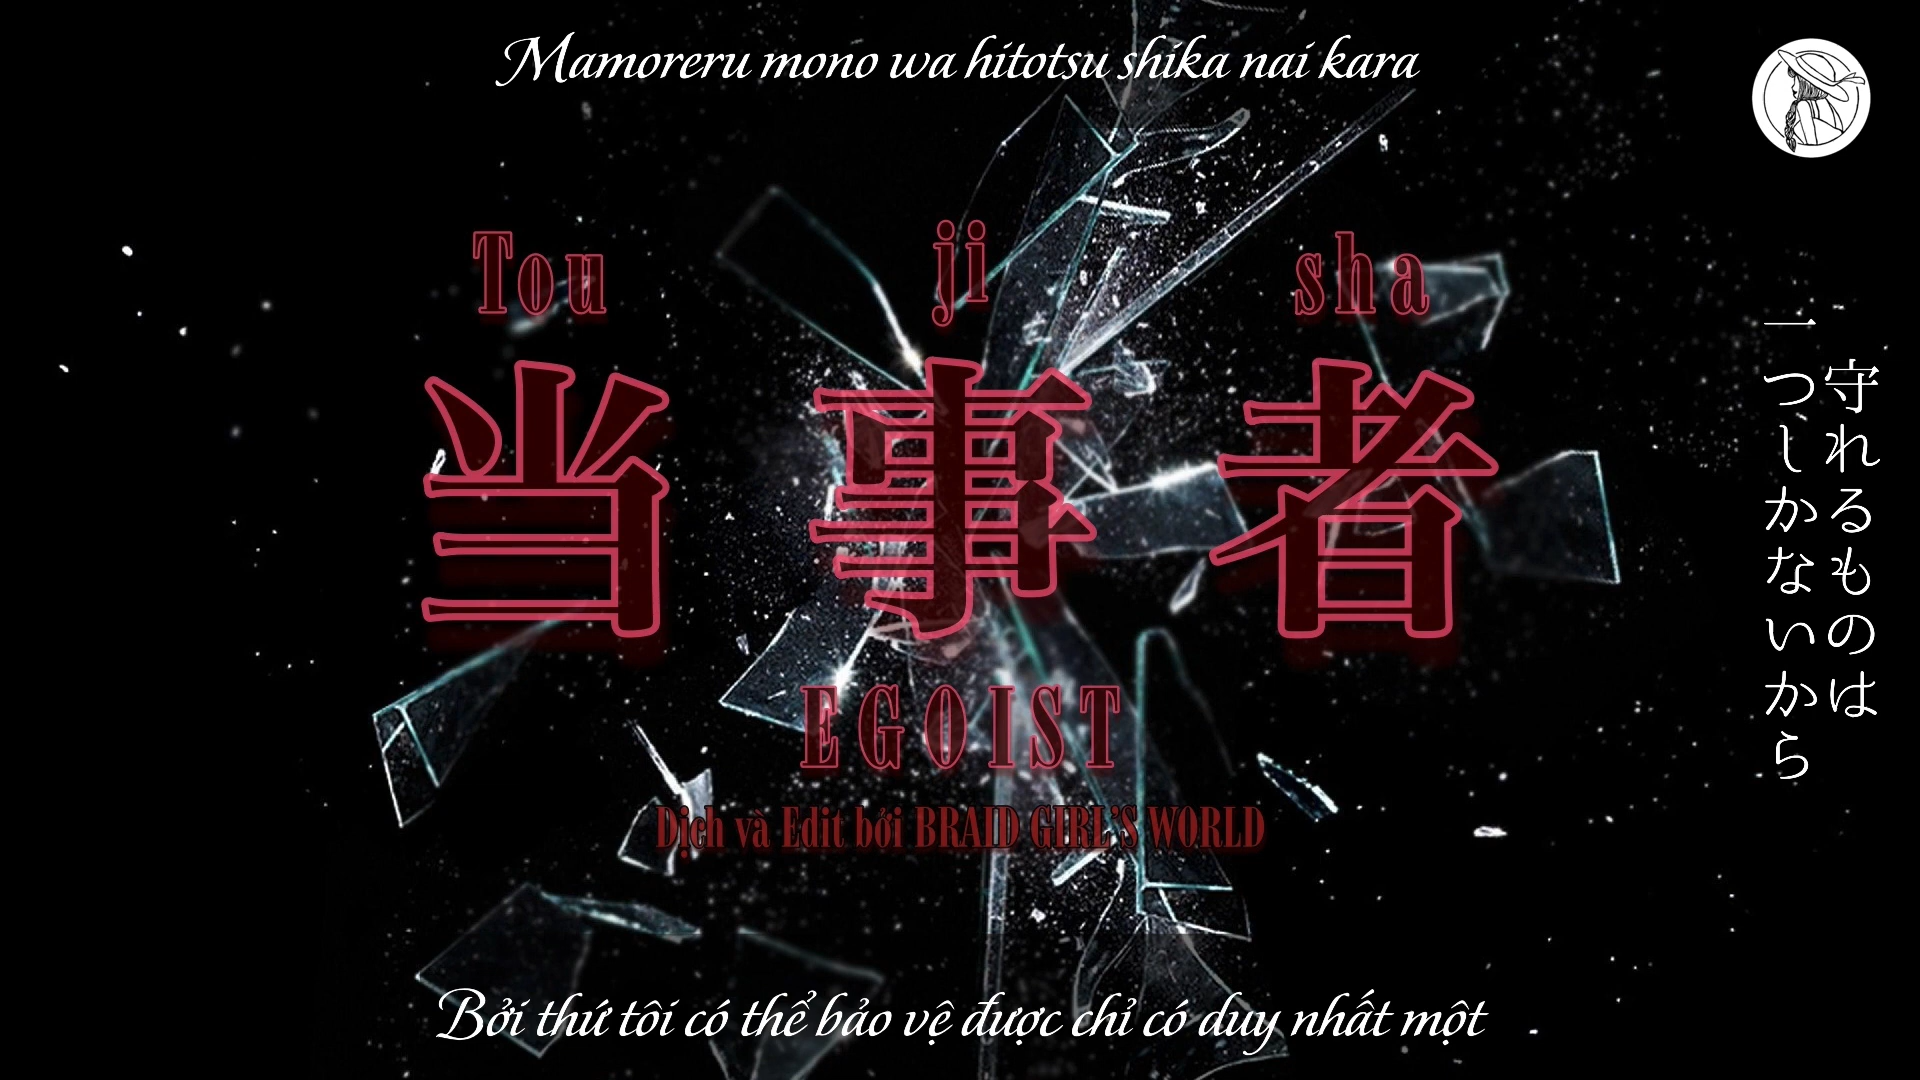 Mamoreru mono wa hitotsu shika nai kara
Tou ji sha
当事者
EGOIST
Dịch và Edit bởi BRAID GIRL'S WORLD
守れるものは
一つしかないから
Bởi thứ tôi có thể bảo vệ được chỉ có duy nhất một